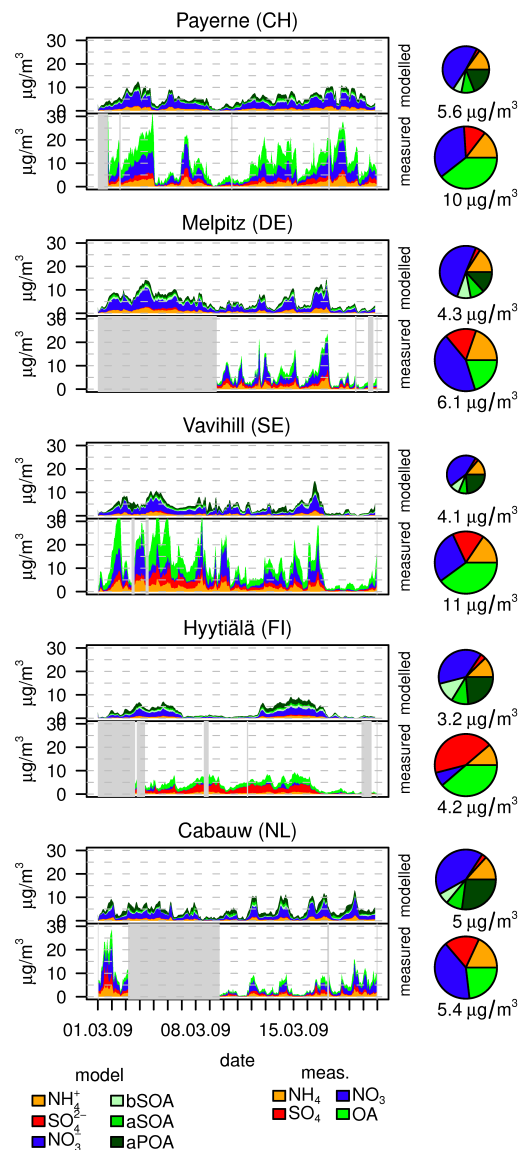 Payerne (CH)
30
20
10
0
µg/m³
modelled
5.6 µg/m³
30
20
10
0
µg/m³
measured
10 µg/m³
Melpitz (DE)
30
20
10
0
µg/m³
modelled
4.3 µg/m³
30
20
10
0
µg/m³
measured
6.1 µg/m³
Vavihill (SE)
30
20
10
0
µg/m³
modelled
4.1 µg/m³
30
20
10
0
µg/m³
measured
11 µg/m³
Hyytiälä (FI)
30
20
10
0
µg/m³
modelled
3.2 µg/m³
30
20
10
0
µg/m³
measured
4.2 µg/m³
Cabauw (NL)
30
20
10
0
µg/m³
modelled
5 µg/m³
30
20
10
0
µg/m³
measured
5.4 µg/m³
01.03.09 08.03.09 15.03.09
date
model
NH₄⁺ bSOA
SO₄²⁻ aSOA
NO₃⁻ aPOA
meas.
NH₄ NO₃
SO₄ OA